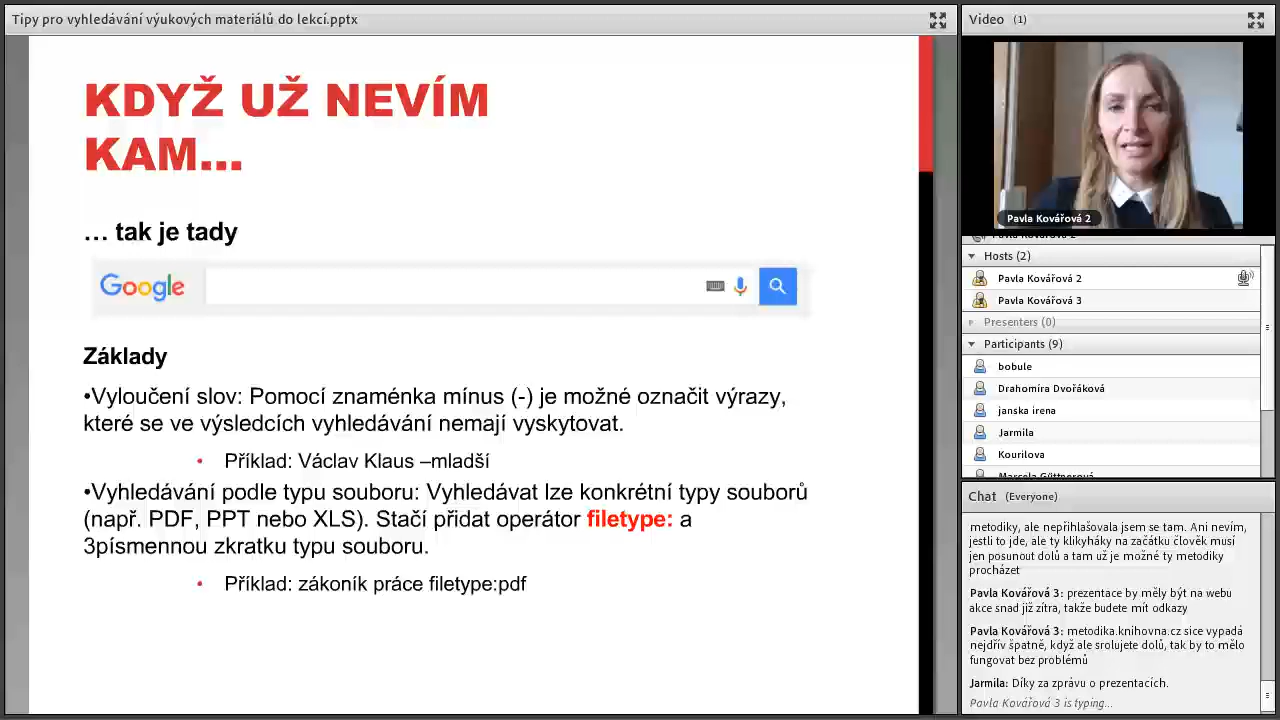 Tipy pro vyhledávání výukových materiálů do lekcí.pptx
KDYŽ UŽ NEVÍM
KAM...
... tak je tady
Google
Základy
•Vyloučení slov: Pomocí znaménka mínus (-) je možné označit výrazy,
které se ve výsledcích vyhledávání nemají vyskytovat.
• Příklad: Václav Klaus –mladší
•Vyhledávání podle typu souboru: Vyhledávat lze konkrétní typy souborů
(např. PDF, PPT nebo XLS). Stačí přidat operátor filetype: a
3písmennou zkratku typu souboru.
• Příklad: zákoník práce filetype:pdf
Video (1)
Pavla Kovářová 2
Pavla Kovářová 2
Hosts (2)
Pavla Kovářová 2
Pavla Kovářová 3
Presenters (0)
Participants (9)
bobule
Drahomíra Dvořáková
janska irena
Jarmila
Kourilova
Marcela Güttnerová
Chat (Everyone)
metodiky, ale nepřihlašovala jsem se tam. Ani nevím,
jestli to jde, ale ty klikyháky na začátku člověk musí
jen posunout dolů a tam už je možné ty metodiky
procházet
Pavla Kovářová 3: prezentace by měly být na webu
akce snad již zítra, takže budete mít odkazy
Pavla Kovářová 3: metodika.knihovna.cz sice vypadá
nejdřív špatně, když ale srolujete dolů, tak by to mělo
fungovat bez problémů
Jarmila: Díky za zprávu o prezentacích.
Pavla Kovářová 3 is typing...